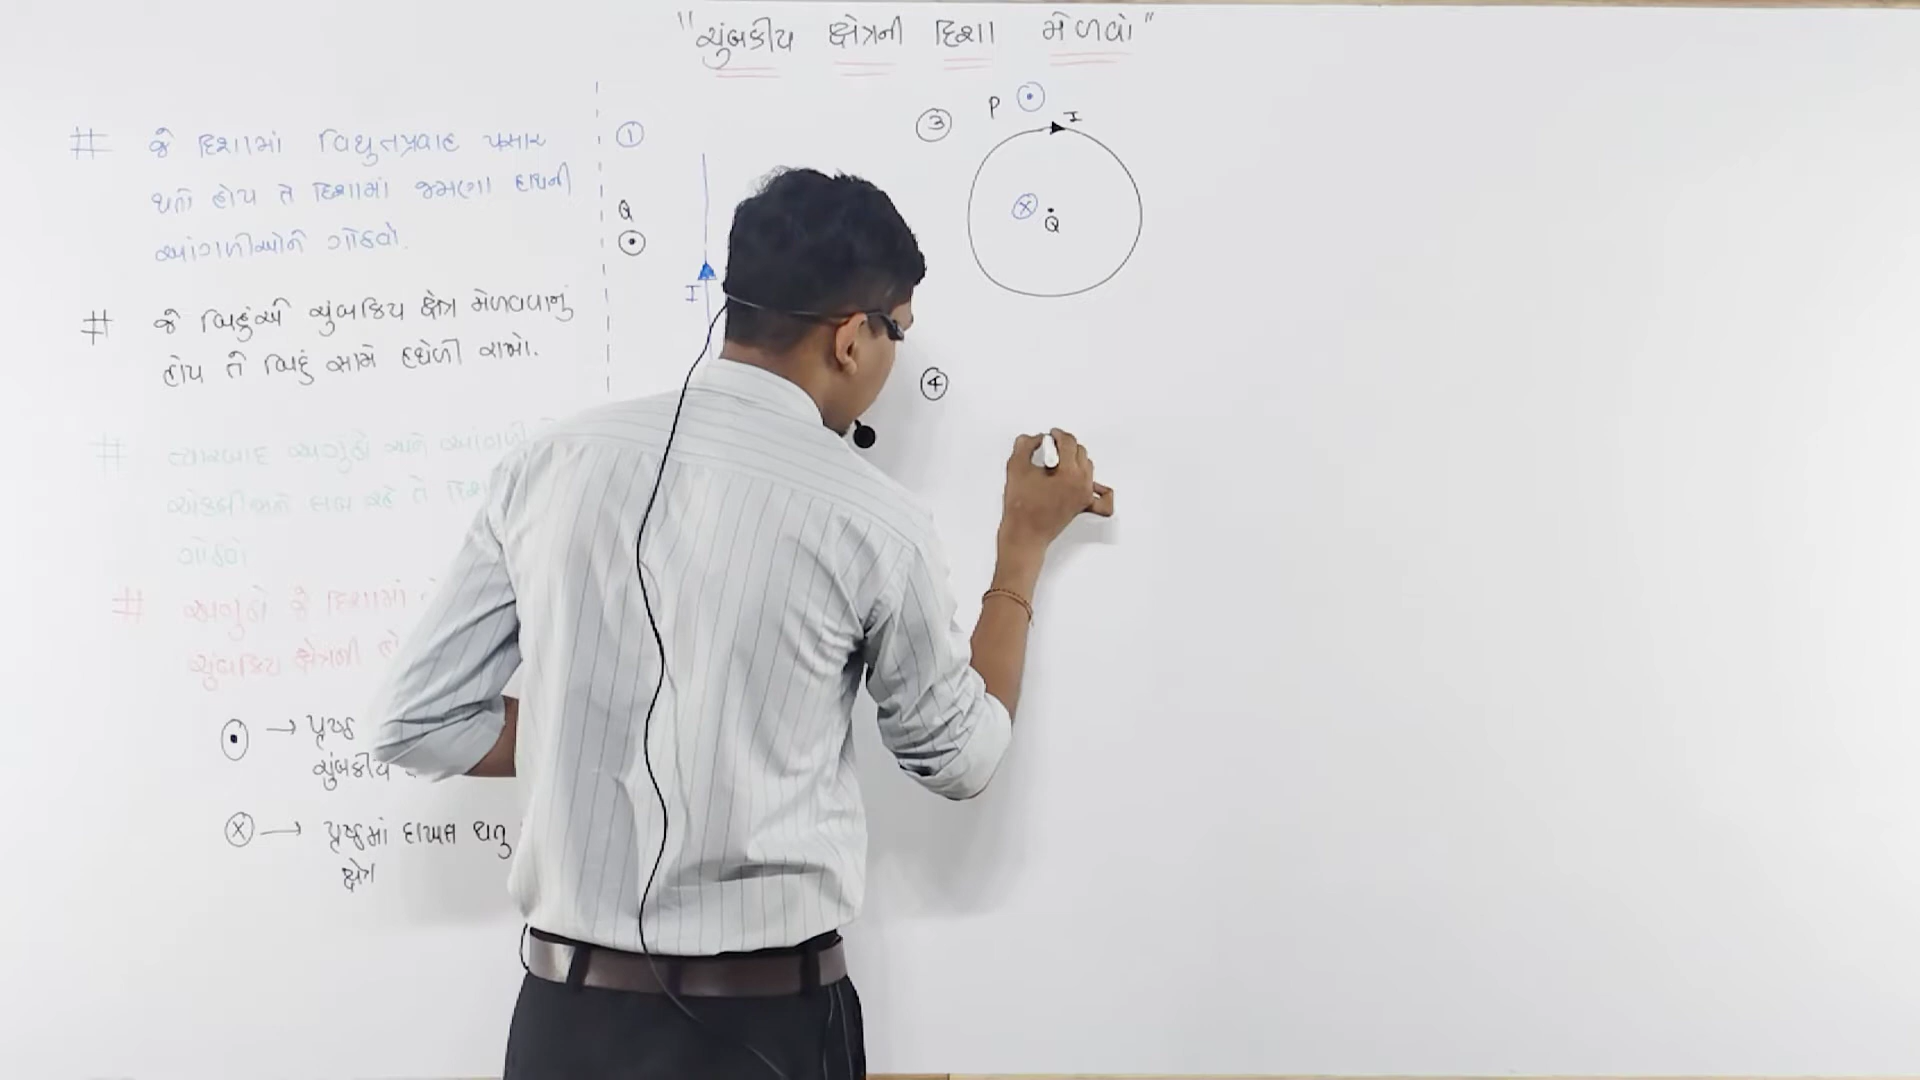 "ચુંબકીય ક્ષેત્રની દિશા મેળવો"
# જે દિશામાં વિદ્યુતપ્રવાહ પસાર
થતો હોય તે દિશામાં જમણા હાથની
આંગળીઓને ગોઠવો.
# જે બિંદુએ ચુંબકિય ક્ષેત્ર મેળવવાનું
હોય તે બિંદું સામે હથેળી રાખો.
# ત્યારબાદ અંગુઠો અને આંગળી
એકબીજાને લંબ રહે તે દિશ
ગોઠવો
# અંગુઠો જે દિશામાં
ચુંબકિય ક્ષેત્રની
⊙ → પૃષ્ઠ
ચુંબકીય
ⓧ → પૃષ્ઠમાં દાખલ થતુ
ક્ષેત્ર
①
Q
⊙
I
③
P ⊙
I
ⓧ Q
④